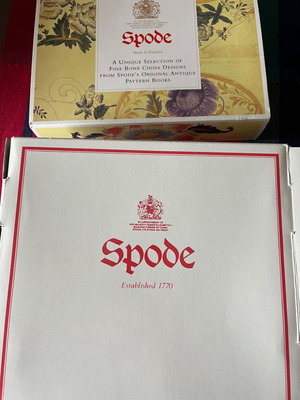 Spode
Made in England
A Unique Selection of
Fine Bone China Designs
from Spode's Original Antique
Pattern Books
Spode
Established 1770